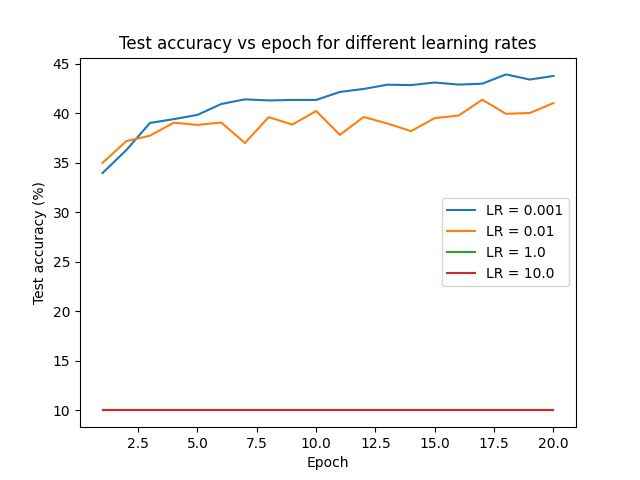 Test accuracy vs epoch for different learning rates
45
40
35
30
25
20
15
10
Test accuracy (%)
LR = 0.001
LR = 0.01
LR = 1.0
LR = 10.0
2.5 5.0 7.5 10.0 12.5 15.0 17.5 20.0
Epoch